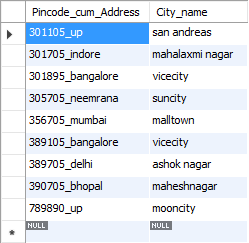 Pincode_cum_Address City_name
301105_up san andreas
301705_indore mahalaxmi nagar
301895_bangalore vicecity
305705_neemrana suncity
356705_mumbai malltown
389105_bangalore vicecity
389705_delhi ashok nagar
390705_bhopal maheshnagar
789890_up mooncity
NULL NULL